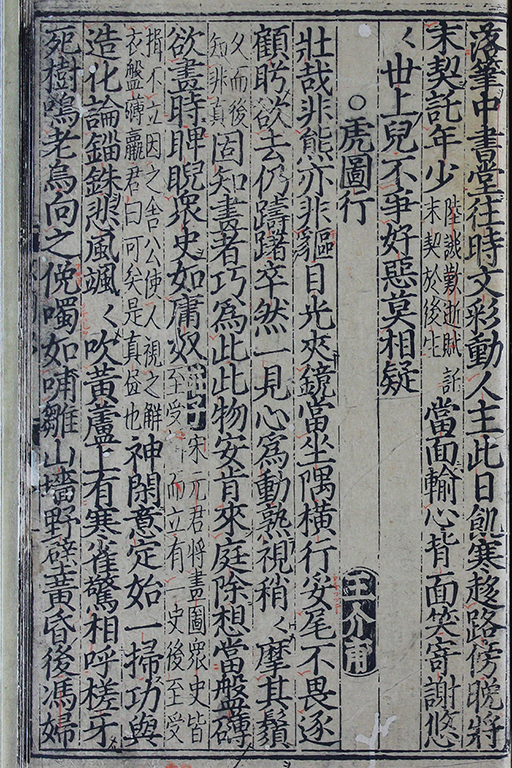 落筆中書堂往時文彩動人主此日飢寒趍路傍晩將
末契託年少陸歎逝賦託末契於後生當面輸心背面笑寄謝悠
〻世上兒不爭好惡莫相疑
○虎圖行 王介甫
壯哉非熊亦非貙目光夾鏡當坐隅橫行妥尾不畏逐
顧盻欲去仍躊躇卒然一見心爲動熟視稍〻摩其鬚
久而後知非真固知畫者巧爲此此物安肯來庭除想當盤礴
欲畫時睥睨衆史如庸奴莊子宋元君將畫圖衆史皆至受而立有一史後至受
揖不立因之舍公使人視之解衣盤礴臝君曰可矣是真畫也神閑意定始一掃功與
造化論錙銖悲風颯〻吹黃蘆上有寒雀驚相呼槎牙
死樹鳴老烏向之俛噣如哺雛山墻野壁黃昏後馮婦